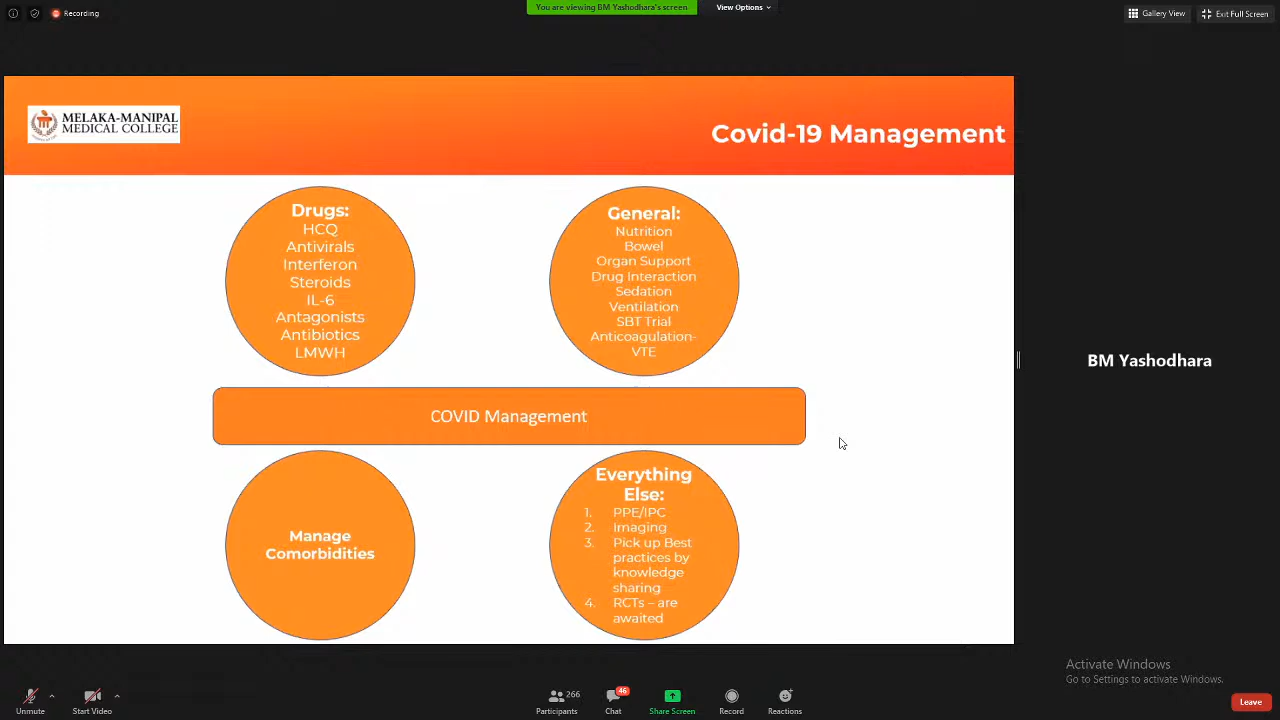 Recording
You are viewing BM Yashodhara's screen
View Options
Gallery View
Exit Full Screen
MELAKA-MANIPAL
MEDICAL COLLEGE
Covid-19 Management
Drugs:
HCQ
Antivirals
Interferon
Steroids
IL-6
Antagonists
Antibiotics
LMWH
General:
Nutrition
Bowel
Organ Support
Drug Interaction
Sedation
Ventilation
SBT Trial
Anticoagulation-
VTE
COVID Management
BM Yashodhara
Manage
Comorbidities
Everything
Else:
1. PPE/IPC
2. Imaging
3. Pick up Best
practices by
knowledge
sharing
4. RCTs – are
awaited
Activate Windows
Go to Settings to activate Windows.
Unmute
Start Video
266
Participants
46
Chat
Share Screen
Record
Reactions
Leave